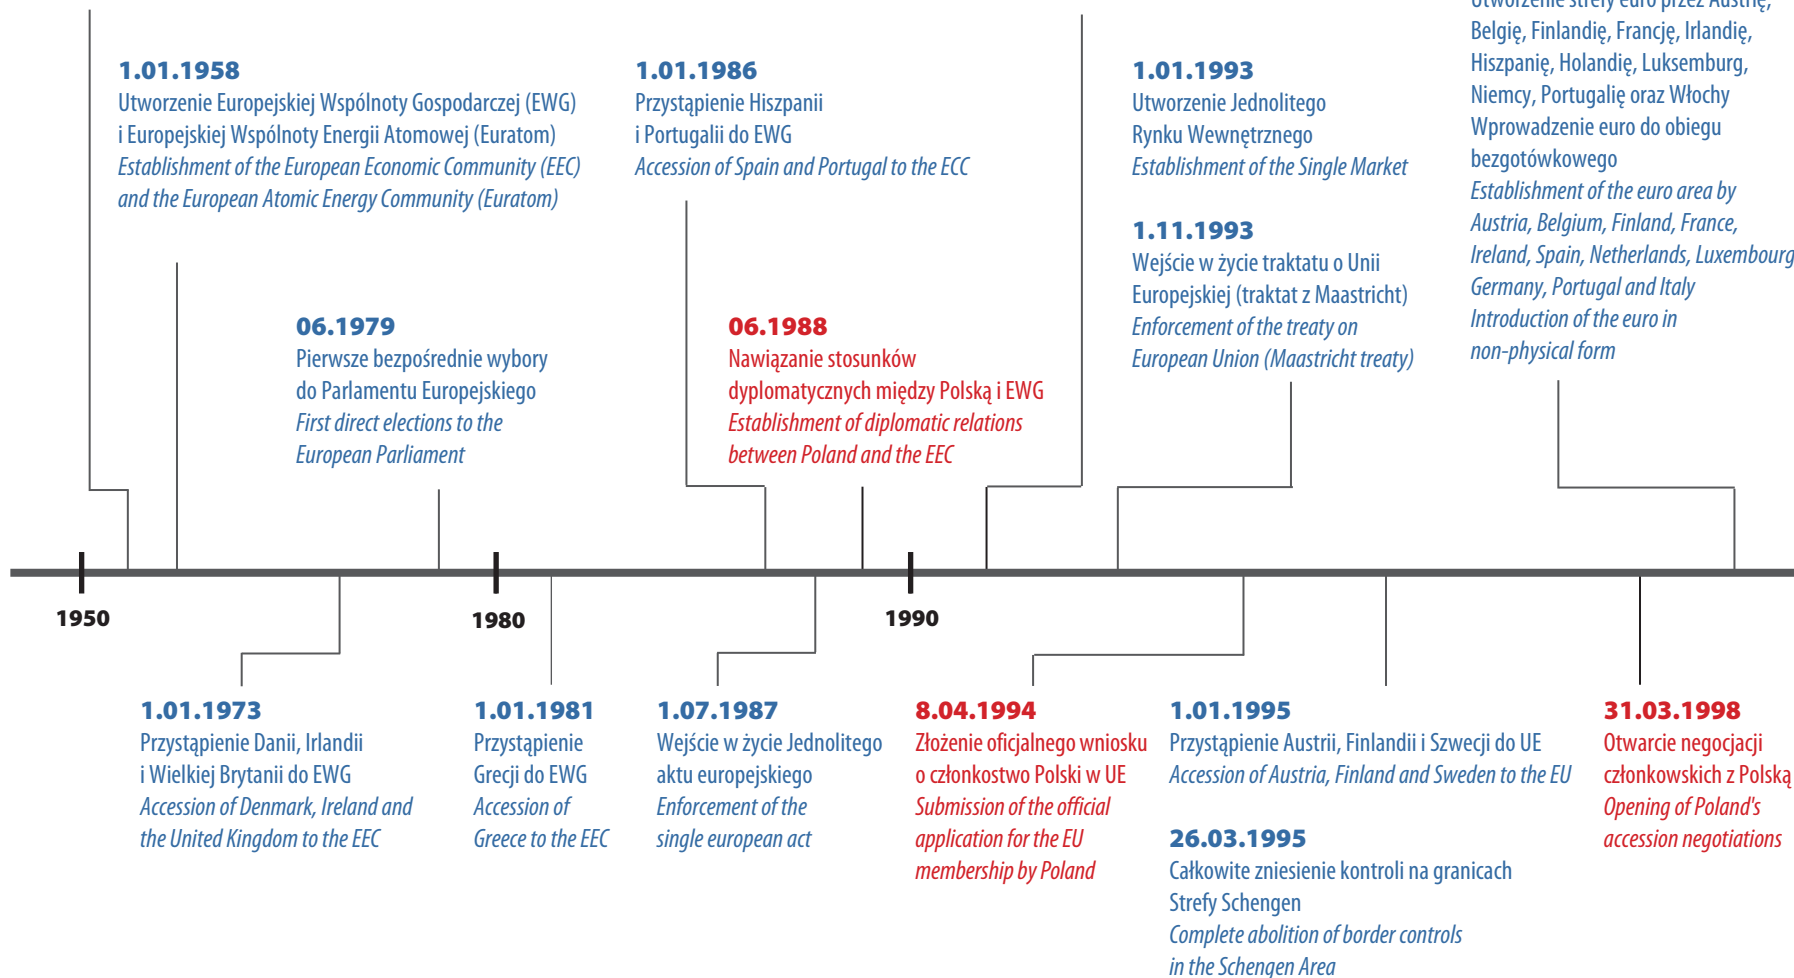 1.01.1958
Utworzenie Europejskiej Wspólnoty Gospodarczej (EWG)
i Europejskiej Wspólnoty Energii Atomowej (Euratom)
Establishment of the European Economic Community (EEC)
and the European Atomic Energy Community (Euratom)
1.01.1986
Przystąpienie Hiszpanii
i Portugalii do EWG
Accession of Spain and Portugal to the ECC
1.01.1993
Utworzenie Jednolitego
Rynku Wewnętrznego
Establishment of the Single Market
1.11.1993
Wejście w życie traktatu o Unii
Europejskiej (traktat z Maastricht)
Enforcement of the treaty on
European Union (Maastricht treaty)
Utworzenie strefy euro przez Austrię,
Belgię, Finlandię, Francję, Irlandię,
Hiszpanię, Holandię, Luksemburg,
Niemcy, Portugalię oraz Włochy
Wprowadzenie euro do obiegu
bezgotówkowego
Establishment of the euro area by
Austria, Belgium, Finland, France,
Ireland, Spain, Netherlands, Luxembourg
Germany, Portugal and Italy
Introduction of the euro in
non-physical form
06.1979
Pierwsze bezpośrednie wybory
do Parlamentu Europejskiego
First direct elections to the
European Parliament
06.1988
Nawiązanie stosunków
dyplomatycznych między Polską i EWG
Establishment of diplomatic relations
between Poland and the EEC
1950
1980
1990
1.01.1973
Przystąpienie Danii, Irlandii
i Wielkiej Brytanii do EWG
Accession of Denmark, Ireland and
the United Kingdom to the EEC
1.01.1981
Przystąpienie
Grecji do EWG
Accession of
Greece to the EEC
1.07.1987
Wejście w życie Jednolitego
aktu europejskiego
Enforcement of the
single european act
8.04.1994
Złożenie oficjalnego wniosku
o członkostwo Polski w UE
Submission of the official
application for the EU
membership by Poland
1.01.1995
Przystąpienie Austrii, Finlandii i Szwecji do UE
Accession of Austria, Finland and Sweden to the EU
26.03.1995
Całkowite zniesienie kontroli na granicach
Strefy Schengen
Complete abolition of border controls
in the Schengen Area
31.03.1998
Otwarcie negocjacji
członkowskich z Polską
Opening of Poland's
accession negotiations